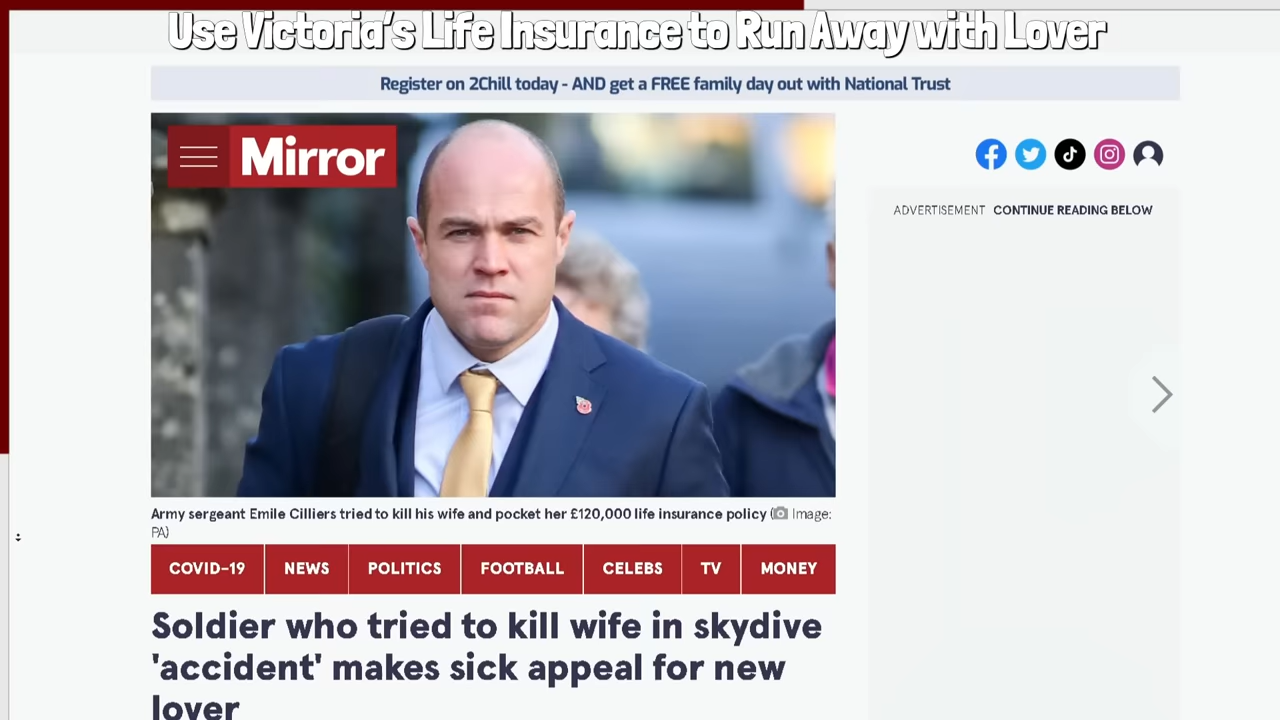 Use Victoria's Life Insurance to Run Away with Lover
Register on 2Chill today - AND get a FREE family day out with National Trust
Mirror
ADVERTISEMENT CONTINUE READING BELOW
Army sergeant Emile Cilliers tried to kill his wife and pocket her £120,000 life insurance policy (Image:
PA)
COVID-19 NEWS POLITICS FOOTBALL CELEBS TV MONEY
Soldier who tried to kill wife in skydive
'accident' makes sick appeal for new
lover